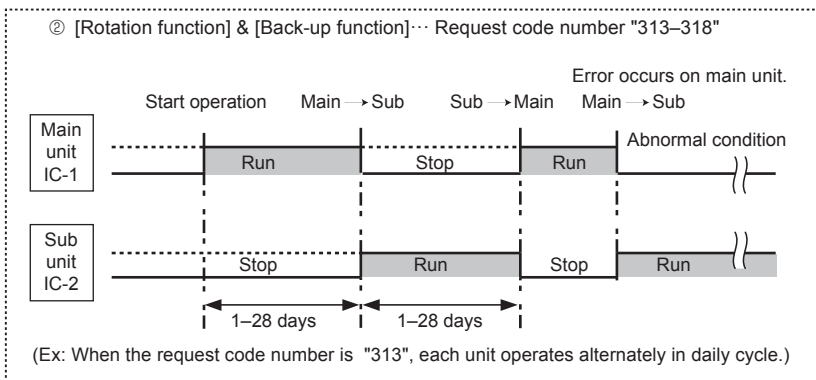 ② [Rotation function] & [Back-up function]··· Request code number "313–318"
Error occurs on main unit.
Start operation Main → Sub Sub → Main Main → Sub
Main
unit
IC-1
Run
Stop
Run
Abnormal condition
Sub
unit
IC-2
Stop
Run
Stop
Run
1–28 days 1–28 days
(Ex: When the request code number is "313", each unit operates alternately in daily cycle.)